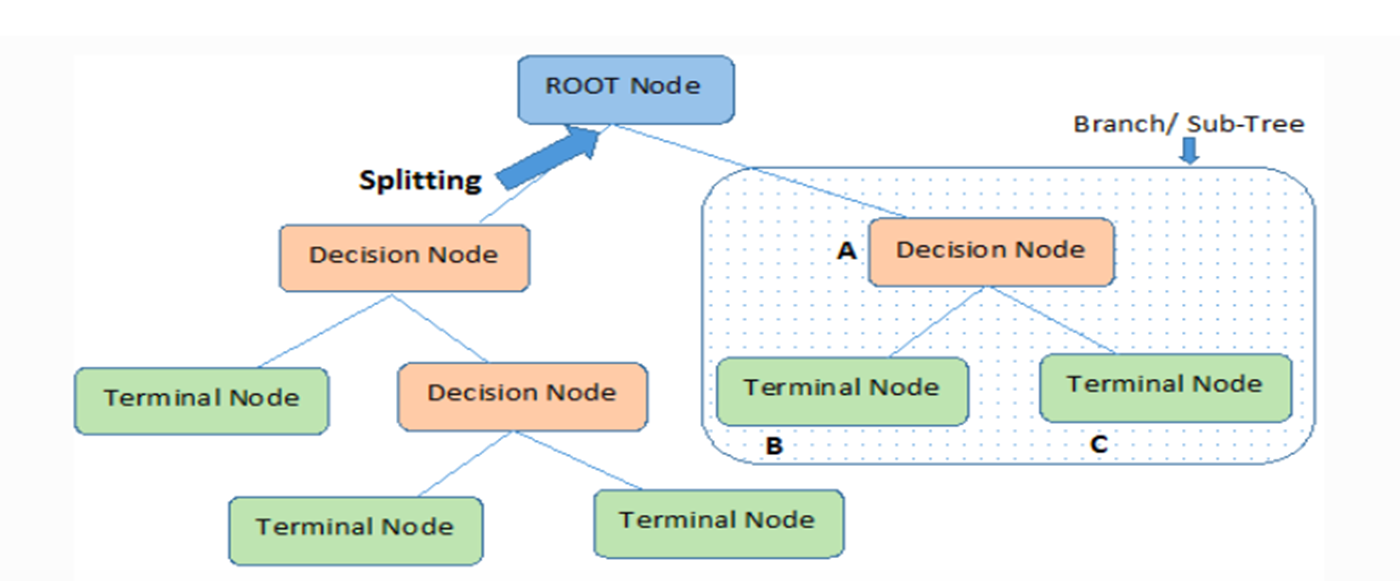 ROOT Node
Branch/ Sub-Tree
Splitting
Decision Node
A
Decision Node
Terminal Node
Decision Node
Terminal Node
Terminal Node
B
C
Terminal Node
Terminal Node